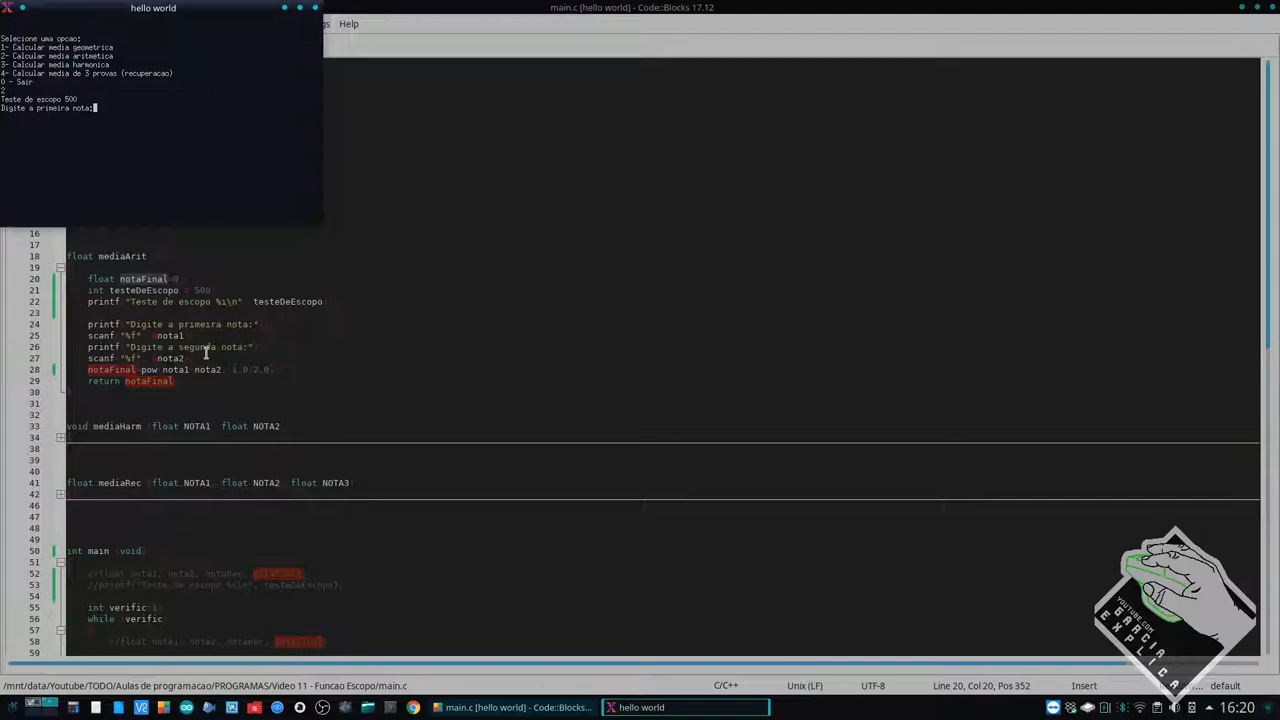 hello world
main.c [hello world] - Code::Blocks 17.12
Help
Selecione uma opcao:
1- Calcular media geometrica
2- Calcular media aritmetica
3- Calcular media harmonica
4- Calcular media de 3 provas (recuperacao)
0 - Sair
2
Teste de escopo 500
Digite a primeira nota:
16
17
18 float mediaArit
19
20 float notaFinal=0
21 int testeDeEscopo = 500
22 printf "Teste de escopo %i\n" testeDeEscopo
23
24 printf "Digite a primeira nota:"
25 scanf "%f" nota1
26 printf "Digite a segunda nota:"
27 scanf "%f" nota2
28 notaFinal pow nota1 nota2, (1.0/2.0)
29 return notaFinal
30
31
32
33 void mediaHarm (float NOTA1 float NOTA2
34
38
39
40
41 float mediaRec (float NOTA1, float NOTA2 float NOTA3
42
46
47
48
49
50 int main (void)
51
52 //float nota1, nota2, notaRec,
53 //printf("Teste de escopo %i\n", testeDeEscopo);
54
55 int verific=1
56 while (verific)
57
58 //float nota1, nota2,
59
YOUTUBE.COM
GARCIA
EXPLICA
/mnt/data/Youtube/TODO/Aulas de programacao/PROGRAMAS/Video 11 - Funcao Escopo/main.c
C/C++
Unix (LF)
UTF-8
Line 20, Col 20, Pos 352
Insert
default
main.c [hello world] - Code::Blocks...
hello world
16:20